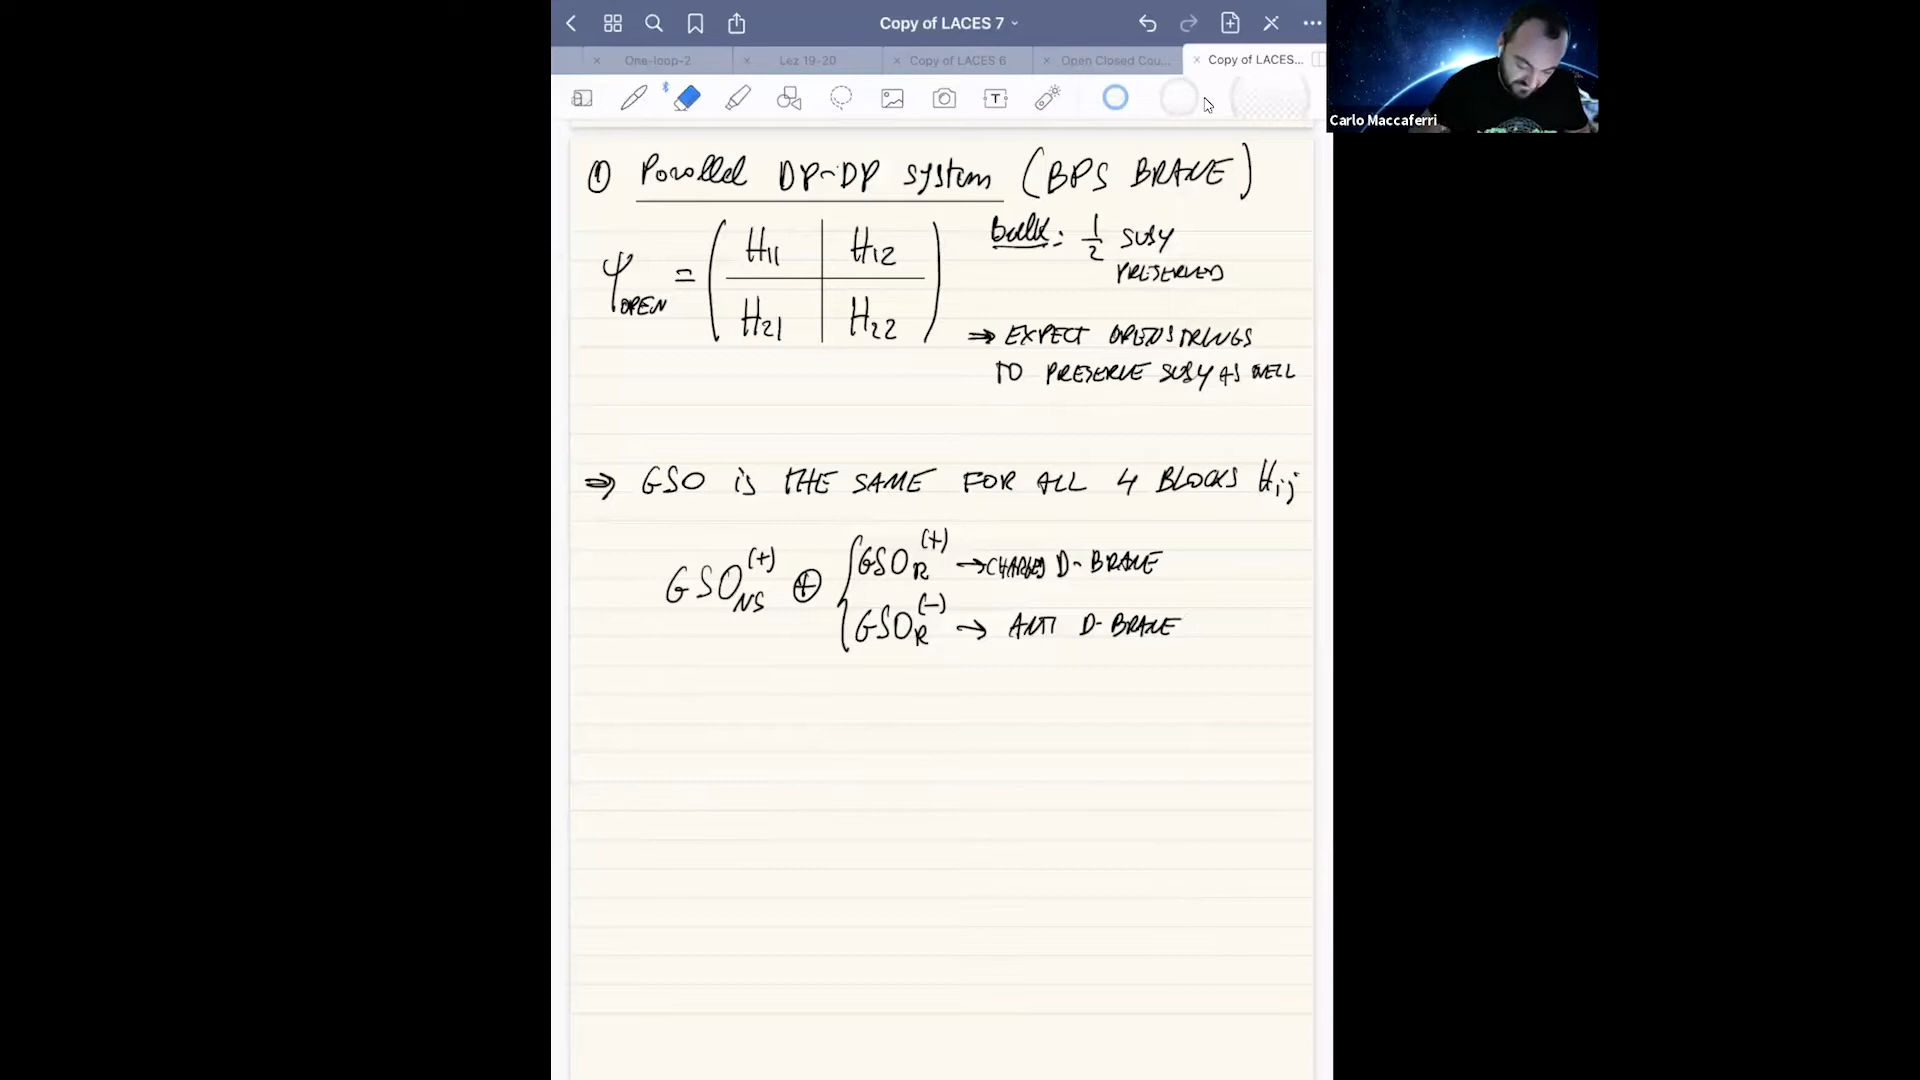 Copy of LACES 7
One-loop-2
Lez 19-20
Copy of LACES 6
Open Closed Cou...
Copy of LACES...
Carlo Maccaferri
① Parallel DP-DP system (BPS BRANE)
φOPEN = ( H11 | H12
H21 | H22 )
Bulk: 1/2 SUSY
PRESERVED
⇒ EXPECT OPEN STRINGS
TO PRESERVE SUSY AS WELL
⇒ GSO IS THE SAME FOR ALL 4 BLOCKS Hij
GSO_NS^(+) ⊕ { GSO_R^(+) → CHARGED D-BRANE
GSO_R^(-) → ANTI D-BRANE